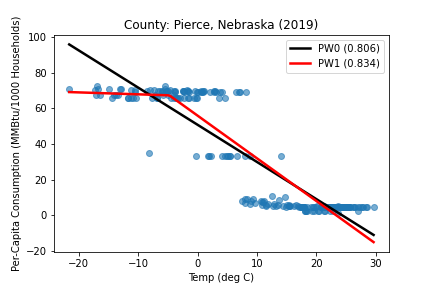 County: Pierce, Nebraska (2019)
PW0 (0.806)
PW1 (0.834)
Per-Capita Consumption (MMBtu/1000 Households)
100
80
60
40
20
0
−20
−20
−10
0
10
20
30
Temp (deg C)